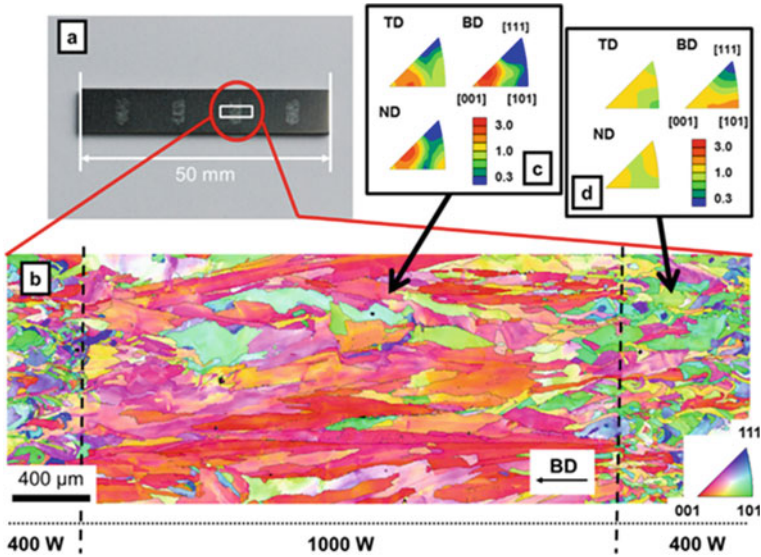 a
50 mm
TD BD [111]
ND [001] [101]
3.0
1.0
0.3
c
TD BD [111]
ND [001] [101]
3.0
1.0
0.3
d
b
400 µm
BD
111
001 101
400 W 1000 W 400 W